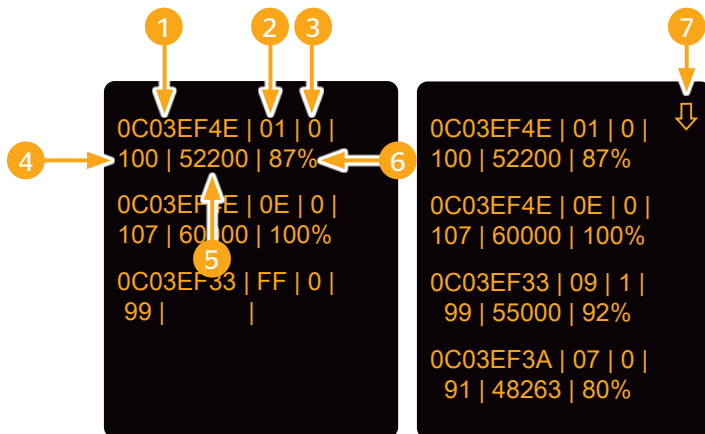 1
2
3
7
0C03EF4E | 01 | 0 |
4
100 | 52200 | 87%
6
0C03EF4E | 0E | 0 |
107 | 60000 | 100%
5
0C03EF33 | FF | 0 |
99 | |
0C03EF4E | 01 | 0 |
100 | 52200 | 87%
0C03EF4E | 0E | 0 |
107 | 60000 | 100%
0C03EF33 | 09 | 1 |
99 | 55000 | 92%
0C03EF3A | 07 | 0 |
91 | 48263 | 80%